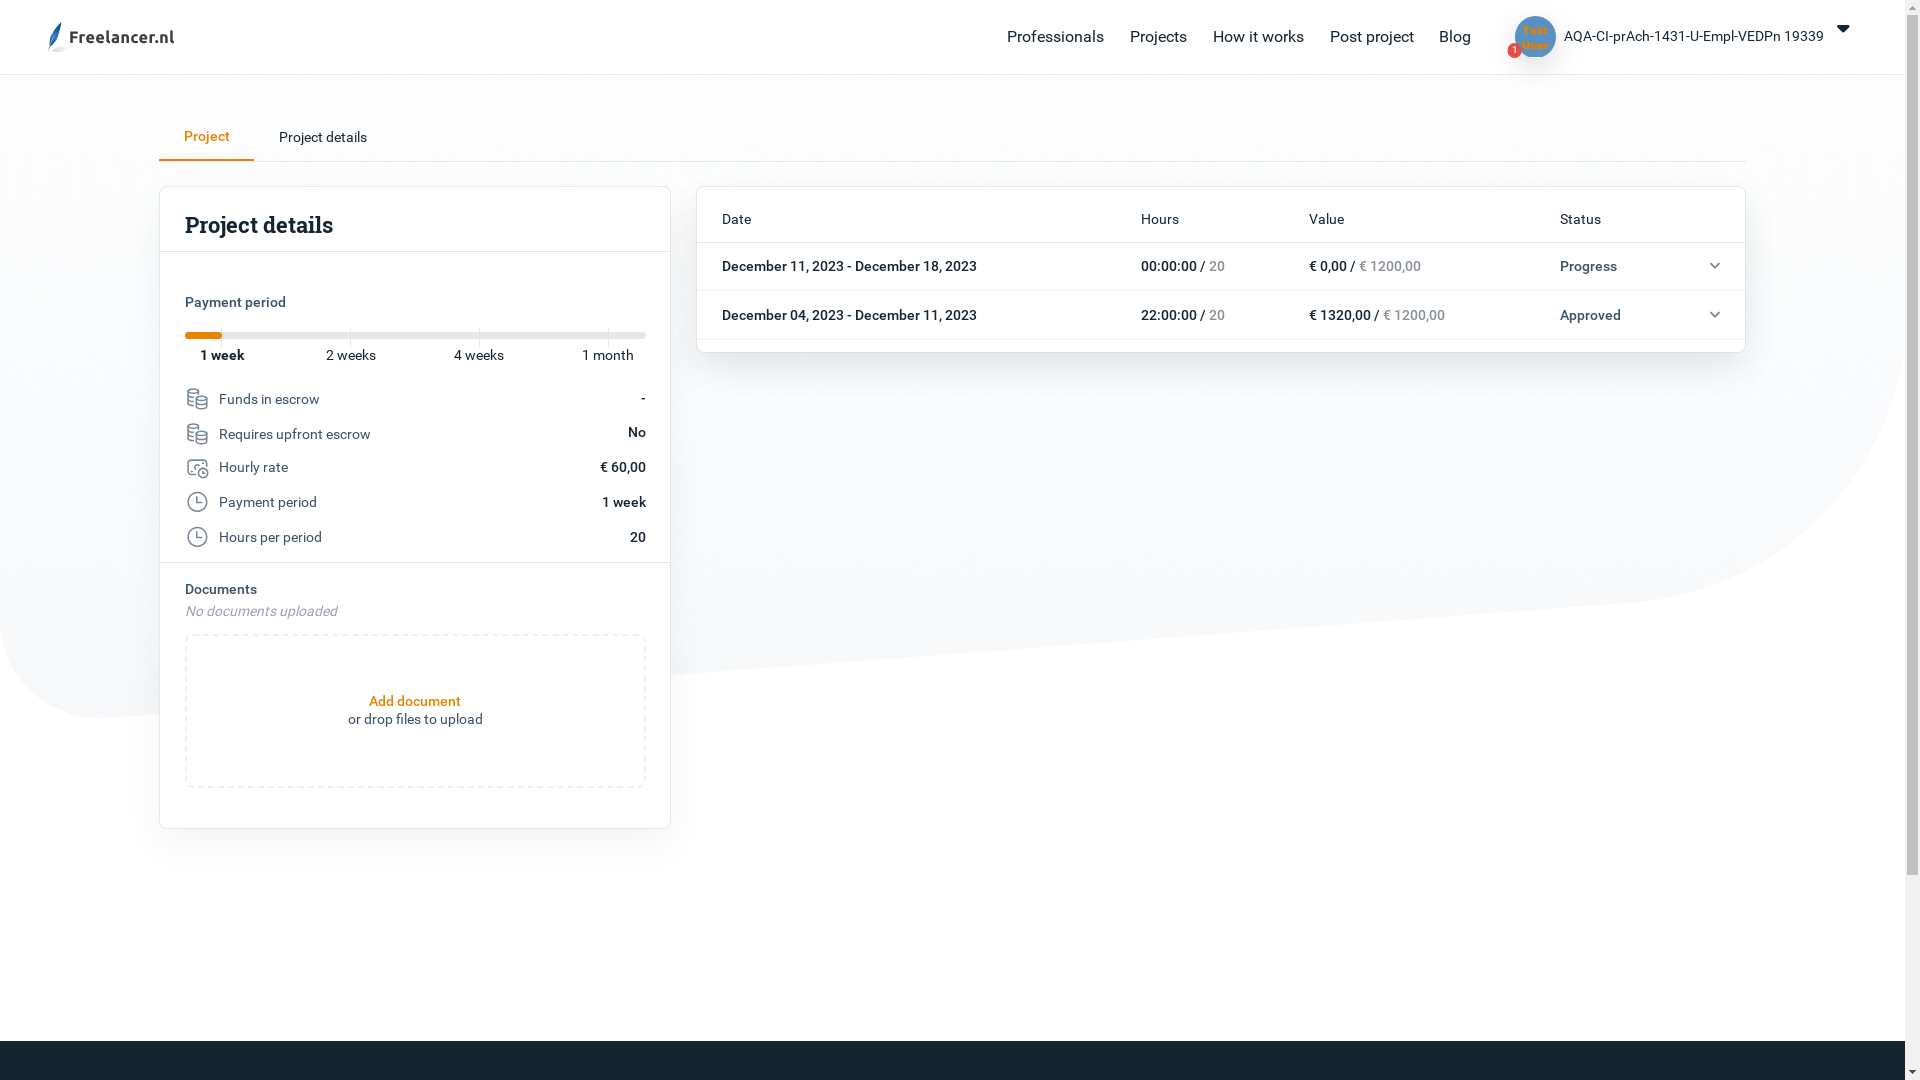 Freelancer.nl
Professionals
Projects
How it works
Post project
Blog
Test
User
1
AQA-CI-prAch-1431-U-Empl-VEDPn 19339
Project
Project details
Project details
Payment period
1 week
2 weeks
4 weeks
1 month
Funds in escrow -
Requires upfront escrow No
Hourly rate € 60,00
Payment period 1 week
Hours per period 20
Documents
No documents uploaded
Add document
or drop files to upload
Date Hours Value Status
December 11, 2023 - December 18, 2023 00:00:00 / 20 € 0,00 / € 1200,00 Progress
December 04, 2023 - December 11, 2023 22:00:00 / 20 € 1320,00 / € 1200,00 Approved